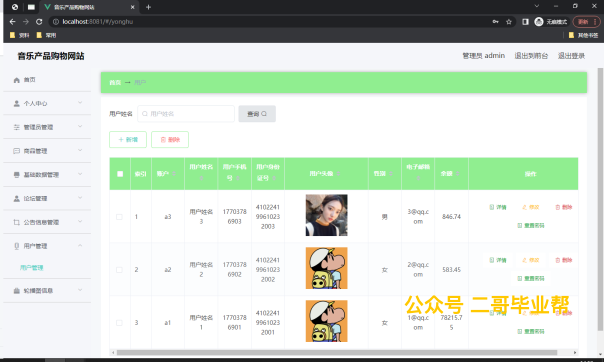 音乐产品购物网站
localhost:8081/#/yonghu
无痕模式
更新
资料
常用
其他书签
音乐产品购物网站
管理员 admin
退出到前台
退出登录
首页
个人中心
管理员管理
商品管理
基础数据管理
论坛管理
公告信息管理
用户管理
用户管理
轮播图信息
首页
用户
用户姓名
用户姓名
查询
+ 新增
删除
索引
账户
用户姓名
用户手机号
用户身份证号
用户头像
性别
电子邮箱
余额
操作
1
a3
用户姓名3
17703786903
410224199610232003
男
3@qq.com
846.74
详情
修改
删除
重置密码
2
a2
用户姓名2
17703786902
410224199610232002
女
2@qq.com
583.45
详情
修改
删除
重置密码
3
a1
用户姓名1
17703786901
410224199610232001
女
1@qq.com
78215.75
详情
删除
重置密码
公众号 二哥毕业帮